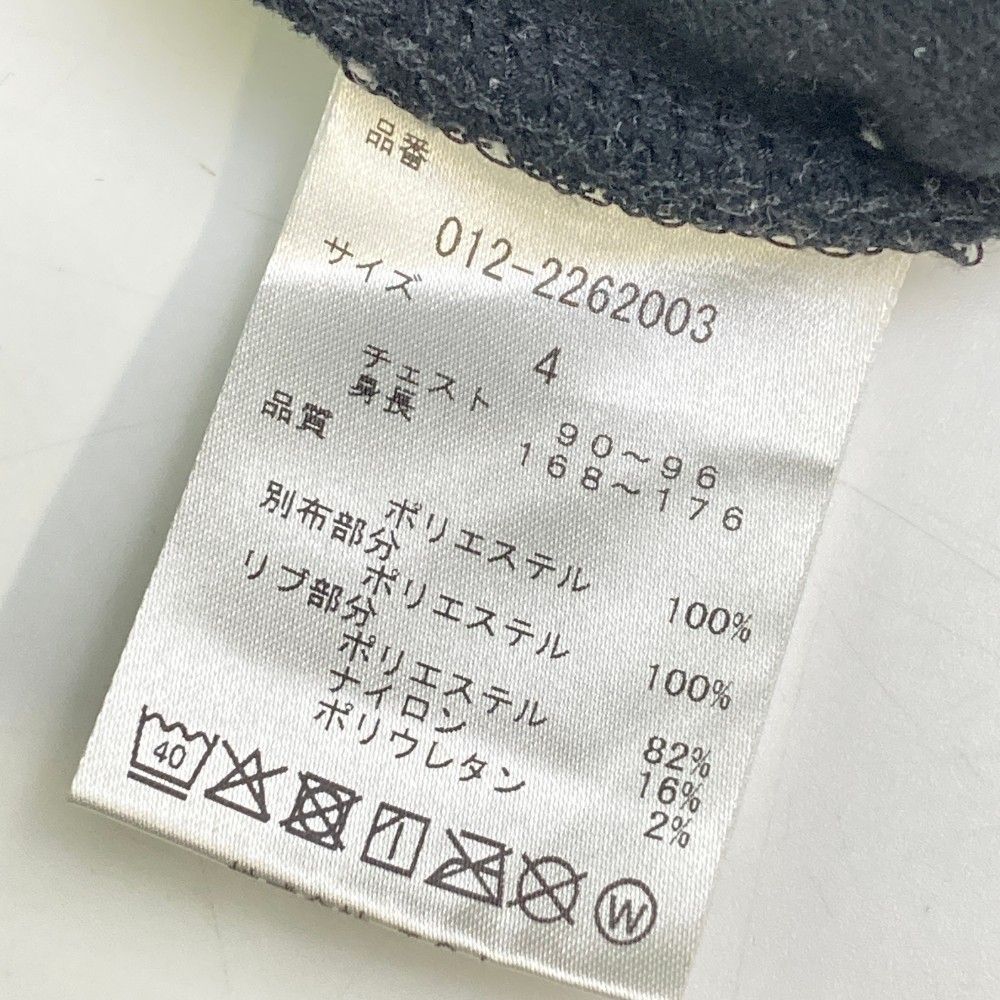 品番
012-2262003
サイズ
4
チェスト 90～96
身長 168～176
品質
ポリエステル 100%
別布部分
ポリエステル 100%
リブ部分
ポリエステル 82%
ナイロン 16%
ポリウレタン 2%
40
W